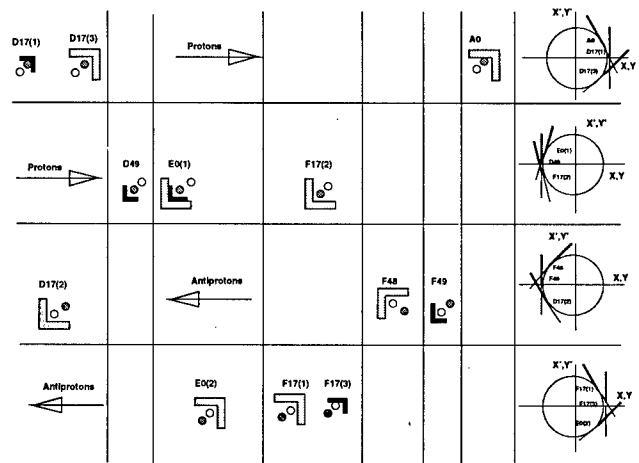 X',Y'
D17(1) D17(3) Protons A0
A0
D17(1)
D17(3)
X,Y
X',Y'
Protons D49 E0(1) F17(2)
E0(1)
D49
F17(2)
X,Y
X',Y'
D17(2) Antiprotons F48 F49
F48
F49
D17(2)
X,Y
X',Y'
Antiprotons E0(2) F17(1) F17(3)
F17(1)
F17(3)
E0(2)
X,Y